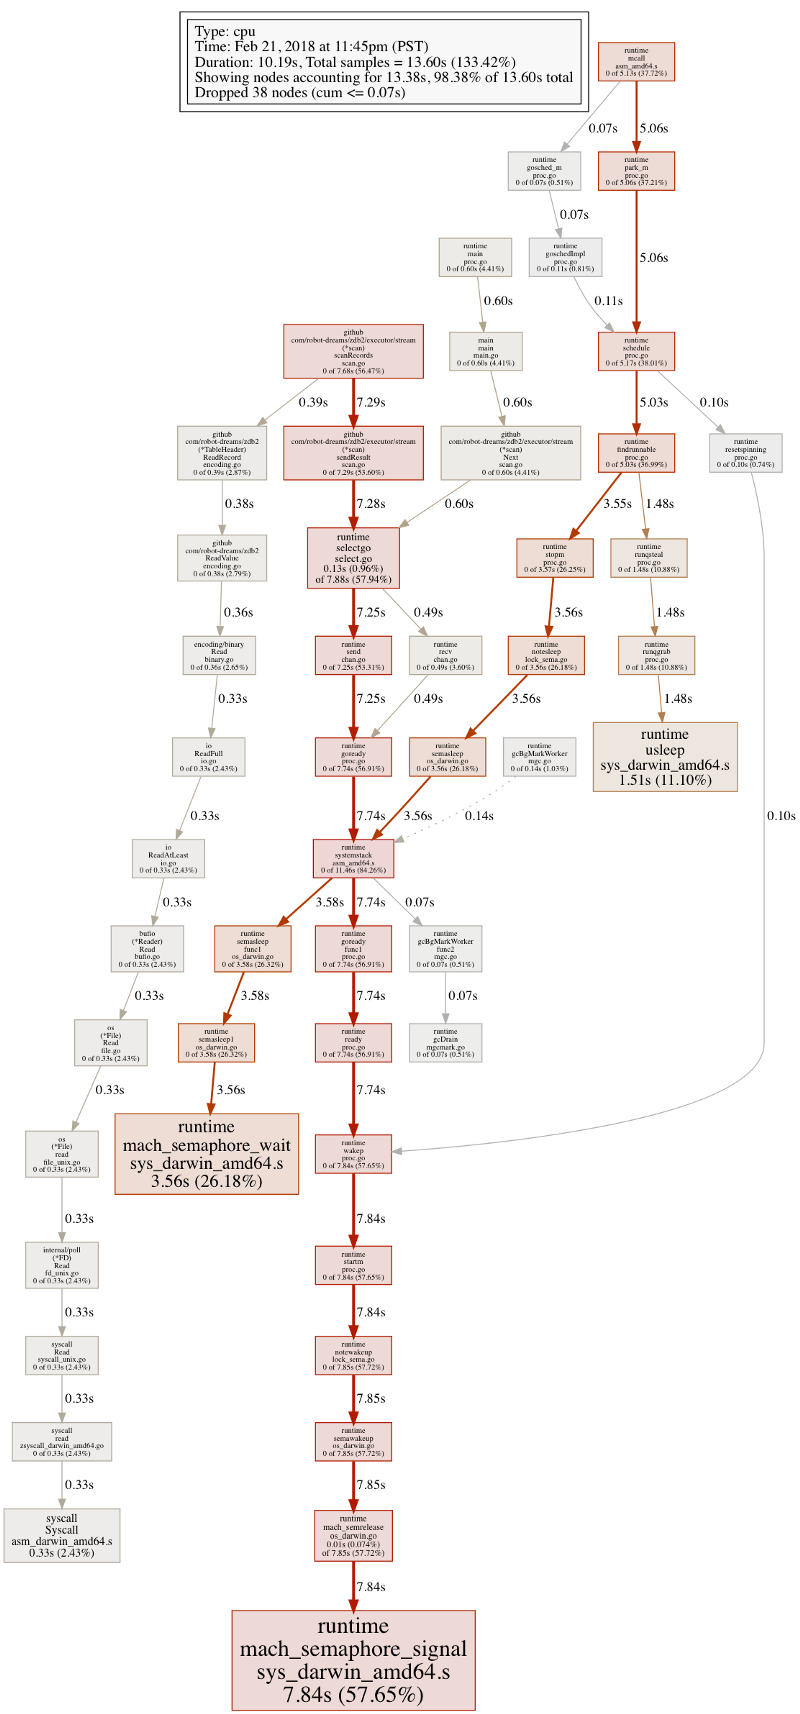 Type: cpu
Time: Feb 21, 2018 at 11:45pm (PST)
Duration: 10.19s, Total samples = 13.60s (133.42%)
Showing nodes accounting for 13.38s, 98.38% of 13.60s total
Dropped 38 nodes (cum <= 0.07s)
runtime
mcall
asm_amd64.s
0 of 5.13s (37.72%)
0.07s
5.06s
runtime
gosched_m
proc.go
0 of 0.07s (0.51%)
runtime
park_m
proc.go
0 of 5.06s (37.21%)
0.07s
5.06s
runtime
main
proc.go
0 of 0.60s (4.41%)
runtime
goschedImpl
proc.go
0 of 0.11s (0.81%)
0.60s
0.11s
github
com/robot-dreams/zdb2/executor/stream
(*scan)
scanRecords
scan.go
0 of 7.68s (56.47%)
main
main
main.go
0 of 0.60s (4.41%)
runtime
schedule
proc.go
0 of 5.17s (38.01%)
0.39s
7.29s
0.60s
5.03s
0.10s
github
com/robot-dreams/zdb2
(*TableHeader)
ReadRecord
encoding.go
0 of 0.39s (2.87%)
github
com/robot-dreams/zdb2/executor/stream
(*scan)
sendResult
scan.go
0 of 7.29s (53.60%)
github
com/robot-dreams/zdb2/executor/stream
(*scan)
Next
scan.go
0 of 0.60s (4.41%)
runtime
findrunnable
proc.go
0 of 5.03s (36.99%)
runtime
resetspinning
proc.go
0 of 0.10s (0.74%)
0.38s
7.28s
0.60s
3.55s
1.48s
github
com/robot-dreams/zdb2
ReadValue
encoding.go
0 of 0.38s (2.79%)
runtime
selectgo
select.go
0.13s (0.96%)
of 7.88s (57.94%)
runtime
stopm
proc.go
0 of 3.57s (26.25%)
runtime
runqsteal
proc.go
0 of 1.48s (10.88%)
0.36s
7.25s
0.49s
3.56s
1.48s
encoding/binary
Read
binary.go
0 of 0.36s (2.65%)
runtime
send
chan.go
0 of 7.25s (53.31%)
runtime
recv
chan.go
0 of 0.49s (3.60%)
runtime
notesleep
lock_sema.go
0 of 3.56s (26.18%)
runtime
runqgrab
proc.go
0 of 1.48s (10.88%)
0.33s
7.25s
0.49s
3.56s
1.48s
io
ReadFull
io.go
0 of 0.33s (2.43%)
runtime
goready
proc.go
0 of 7.74s (56.91%)
runtime
semasleep
os_darwin.go
0 of 3.56s (26.18%)
runtime
gcBgMarkWorker
mgc.go
0 of 0.14s (1.03%)
runtime
usleep
sys_darwin_amd64.s
1.51s (11.10%)
0.33s
7.74s
3.56s
0.14s
0.10s
io
ReadAtLeast
io.go
0 of 0.33s (2.43%)
runtime
systemstack
asm_amd64.s
0 of 11.46s (84.26%)
0.33s
3.58s
7.74s
0.07s
bufio
(*Reader)
Read
bufio.go
0 of 0.33s (2.43%)
runtime
semasleep
func1
os_darwin.go
0 of 3.58s (26.32%)
runtime
goready
func1
proc.go
0 of 7.74s (56.91%)
runtime
gcBgMarkWorker
func2
mgc.go
0 of 0.07s (0.51%)
0.33s
3.58s
7.74s
0.07s
os
(*File)
Read
file.go
0 of 0.33s (2.43%)
runtime
semasleep1
os_darwin.go
0 of 3.58s (26.32%)
runtime
ready
proc.go
0 of 7.74s (56.91%)
runtime
gcDrain
mgcmark.go
0 of 0.07s (0.51%)
0.33s
3.56s
7.74s
os
(*File)
read
file_unix.go
0 of 0.33s (2.43%)
runtime
mach_semaphore_wait
sys_darwin_amd64.s
3.56s (26.18%)
runtime
wakep
proc.go
0 of 7.84s (57.65%)
0.33s
7.84s
internal/poll
(*FD)
Read
fd_unix.go
0 of 0.33s (2.43%)
runtime
startm
proc.go
0 of 7.84s (57.65%)
0.33s
7.84s
syscall
Read
syscall_unix.go
0 of 0.33s (2.43%)
runtime
notewakeup
lock_sema.go
0 of 7.85s (57.72%)
0.33s
7.85s
syscall
read
zsyscall_darwin_amd64.go
0 of 0.33s (2.43%)
runtime
semawakeup
os_darwin.go
0 of 7.85s (57.72%)
0.33s
7.85s
syscall
Syscall
asm_darwin_amd64.s
0.33s (2.43%)
runtime
mach_semrelease
os_darwin.go
0.01s (0.074%)
of 7.85s (57.72%)
7.84s
runtime
mach_semaphore_signal
sys_darwin_amd64.s
7.84s (57.65%)